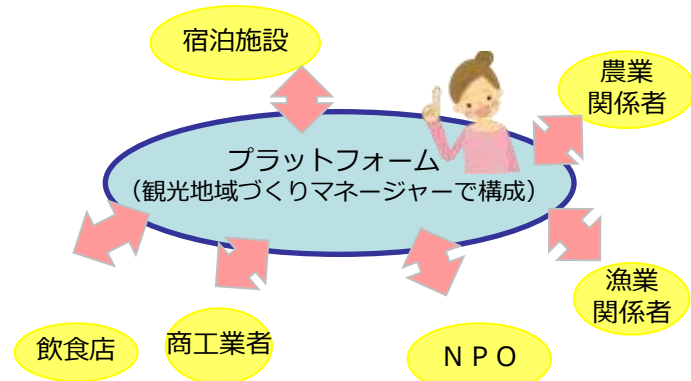 宿泊施設
農業
関係者
プラットフォーム
（観光地域づくりマネージャーで構成）
漁業
関係者
飲食店
商工業者
ＮＰＯ